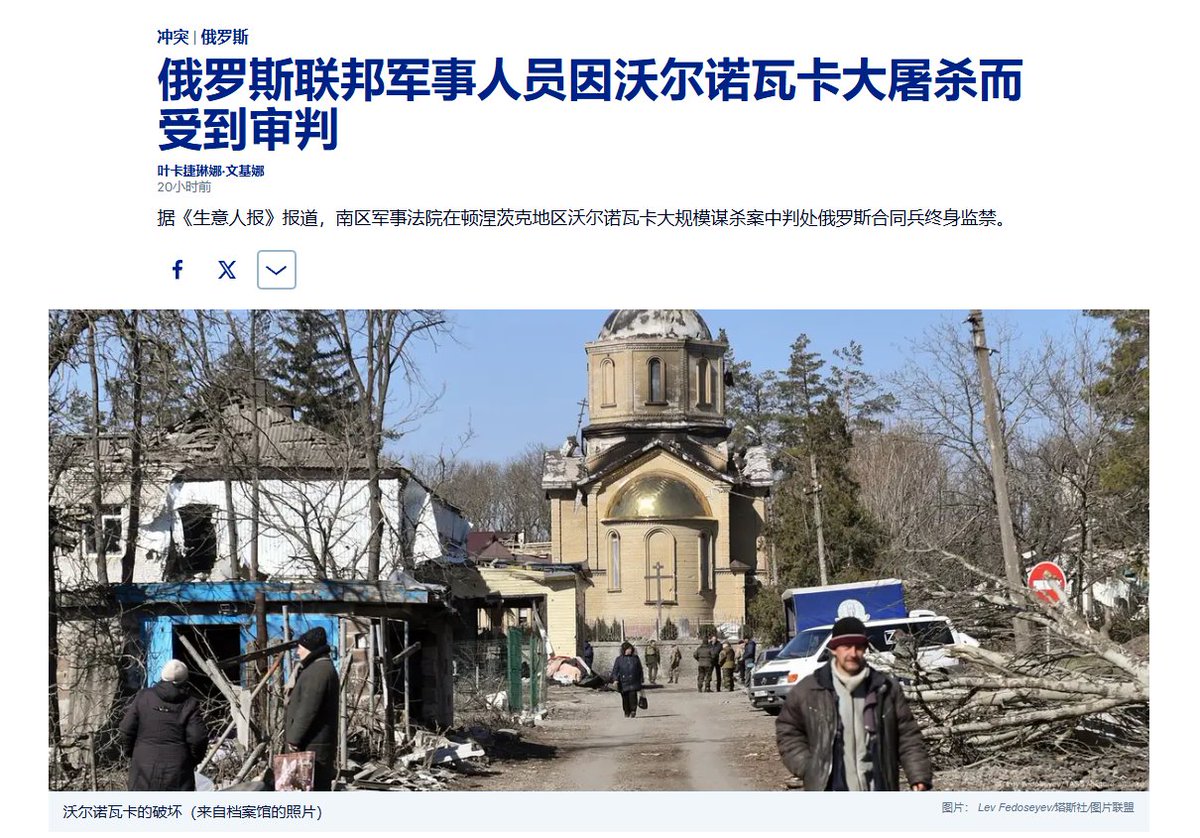 冲突 | 俄罗斯
俄罗斯联邦军事人员因沃尔诺瓦卡大屠杀而
受到审判
叶卡捷琳娜·文基娜
20小时前
据《生意人报》报道，南区军事法院在顿涅茨克地区沃尔诺瓦卡大规模谋杀案中判处俄罗斯合同兵终身监禁。
沃尔诺瓦卡的破坏（来自档案馆的照片）
图片： Lev Fedoseyev/塔斯社/图片联盟